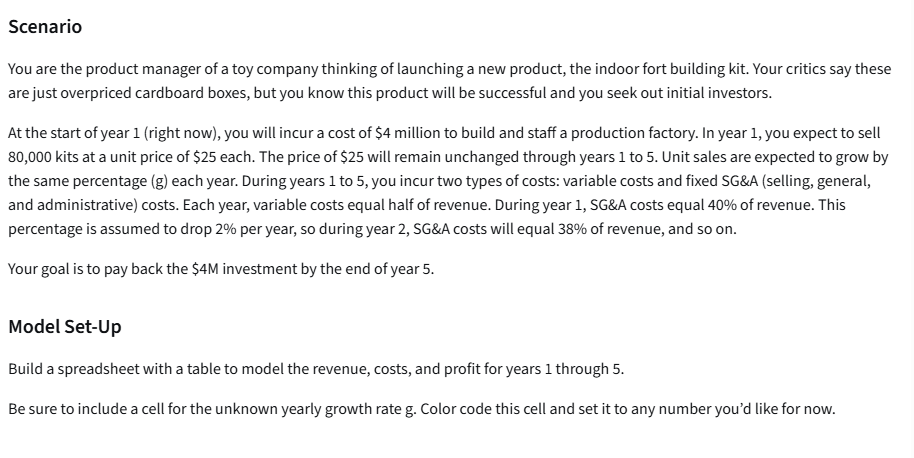 Scenario
You are the product manager of a toy company thinking of launching a new product, the indoor fort building kit. Your critics say these
are just overpriced cardboard boxes, but you know this product will be successful and you seek out initial investors.
At the start of year 1 (right now), you will incur a cost of $4 million to build and staff a production factory. In year 1, you expect to sell
80,000 kits at a unit price of $25 each. The price of $25 will remain unchanged through years 1 to 5. Unit sales are expected to grow by
the same percentage (g) each year. During years 1 to 5, you incur two types of costs: variable costs and fixed SG&A (selling, general,
and administrative) costs. Each year, variable costs equal half of revenue. During year 1, SG&A costs equal 40% of revenue. This
percentage is assumed to drop 2% per year, so during year 2, SG&A costs will equal 38% of revenue, and so on.
Your goal is to pay back the $4M investment by the end of year 5.
Model Set-Up
Build a spreadsheet with a table to model the revenue, costs, and profit for years 1 through 5.
Be sure to include a cell for the unknown yearly growth rate g. Color code this cell and set it to any number you'd like for now.